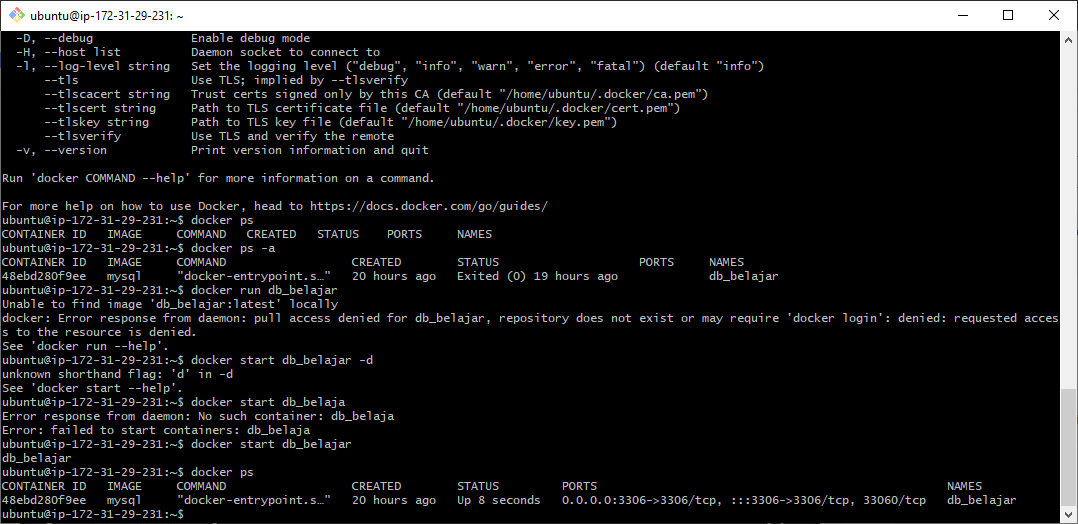 ubuntu@ip-172-31-29-231: ~
-D, --debug Enable debug mode
-H, --host list Daemon socket to connect to
-l, --log-level string Set the logging level ("debug", "info", "warn", "error", "fatal") (default "info")
--tls Use TLS; implied by --tlsverify
--tlscacert string Trust certs signed only by this CA (default "/home/ubuntu/.docker/ca.pem")
--tlscert string Path to TLS certificate file (default "/home/ubuntu/.docker/cert.pem")
--tlskey string Path to TLS key file (default "/home/ubuntu/.docker/key.pem")
--tlsverify Use TLS and verify the remote
-v, --version Print version information and quit
Run 'docker COMMAND --help' for more information on a command.
For more help on how to use Docker, head to https://docs.docker.com/go/guides/
ubuntu@ip-172-31-29-231:~$ docker ps
CONTAINER ID IMAGE COMMAND CREATED STATUS PORTS NAMES
ubuntu@ip-172-31-29-231:~$ docker ps -a
CONTAINER ID IMAGE COMMAND CREATED STATUS PORTS NAMES
48ebd280f9ee mysql "docker-entrypoint.s…" 20 hours ago Exited (0) 19 hours ago db_belajar
ubuntu@ip-172-31-29-231:~$ docker run db_belajar
Unable to find image 'db_belajar:latest' locally
docker: Error response from daemon: pull access denied for db_belajar, repository does not exist or may require 'docker login': denied: requested acces
s to the resource is denied.
See 'docker run --help'.
ubuntu@ip-172-31-29-231:~$ docker start db_belajar -d
unknown shorthand flag: 'd' in -d
See 'docker start --help'.
ubuntu@ip-172-31-29-231:~$ docker start db_belaja
Error response from daemon: No such container: db_belaja
Error: failed to start containers: db_belaja
ubuntu@ip-172-31-29-231:~$ docker start db_belajar
db_belajar
ubuntu@ip-172-31-29-231:~$ docker ps
CONTAINER ID IMAGE COMMAND CREATED STATUS PORTS NAMES
48ebd280f9ee mysql "docker-entrypoint.s…" 20 hours ago Up 8 seconds 0.0.0.0:3306->3306/tcp, :::3306->3306/tcp, 33060/tcp db_belajar
ubuntu@ip-172-31-29-231:~$